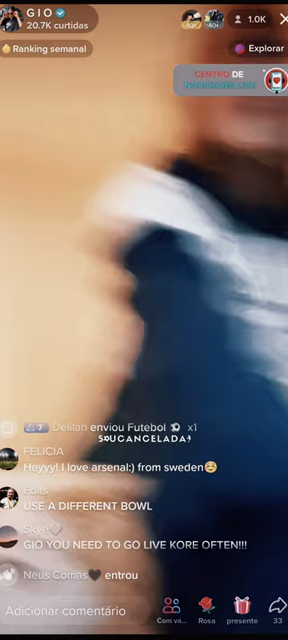 G I O
20.7K curtidas
1.0K
Ranking semanal
Explorar
CENTRO DE
7 Delilah enviou Futebol x1
SOUCANCELADA
FELICIA
Heyyy! I love arsenal:) from sweden
Edits
USE A DIFFERENT BOWL
Skye
GIO YOU NEED TO GO LIVE KORE OFTEN!!!
Neus Comas entrou
Adicionar comentário
Com vá...
Rosa
presente
33